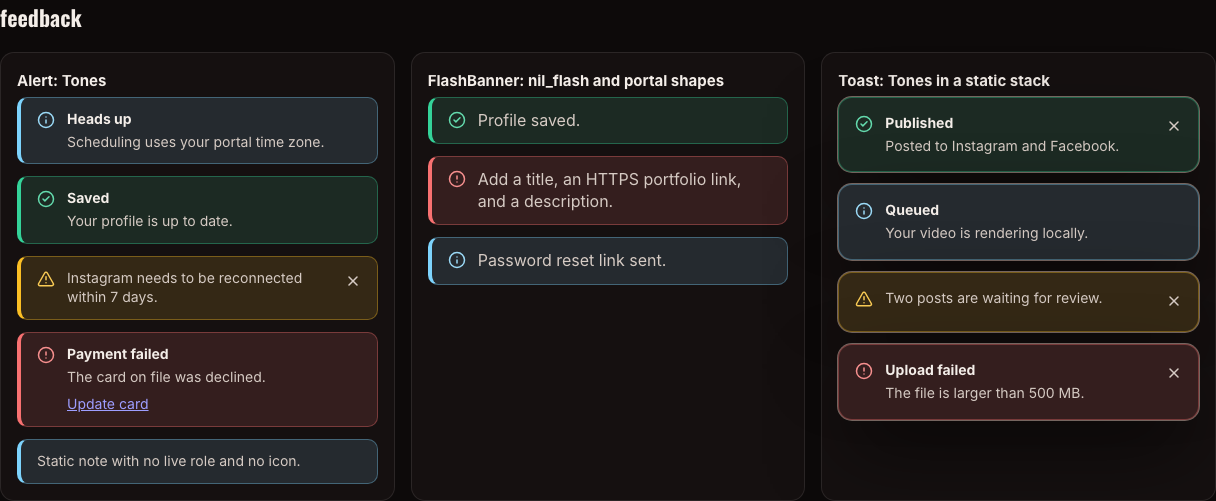 feedback
Alert: Tones
Heads up
Scheduling uses your portal time zone.
Saved
Your profile is up to date.
Instagram needs to be reconnected
within 7 days.
Payment failed
The card on file was declined.
Update card
Static note with no live role and no icon.
FlashBanner: nil_flash and portal shapes
Profile saved.
Add a title, an HTTPS portfolio link,
and a description.
Password reset link sent.
Toast: Tones in a static stack
Published
Posted to Instagram and Facebook.
Queued
Your video is rendering locally.
Two posts are waiting for review.
Upload failed
The file is larger than 500 MB.